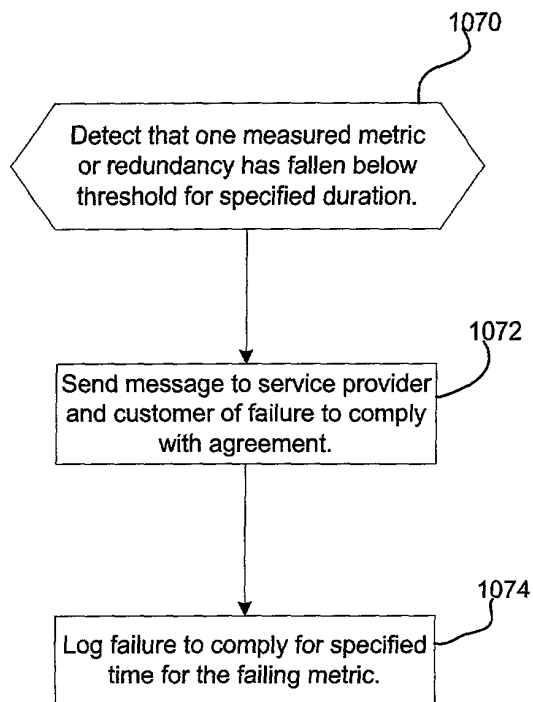 1070
Detect that one measured metric
or redundancy has fallen below
threshold for specified duration.
1072
Send message to service provider
and customer of failure to comply
with agreement.
1074
Log failure to comply for specified
time for the failing metric.